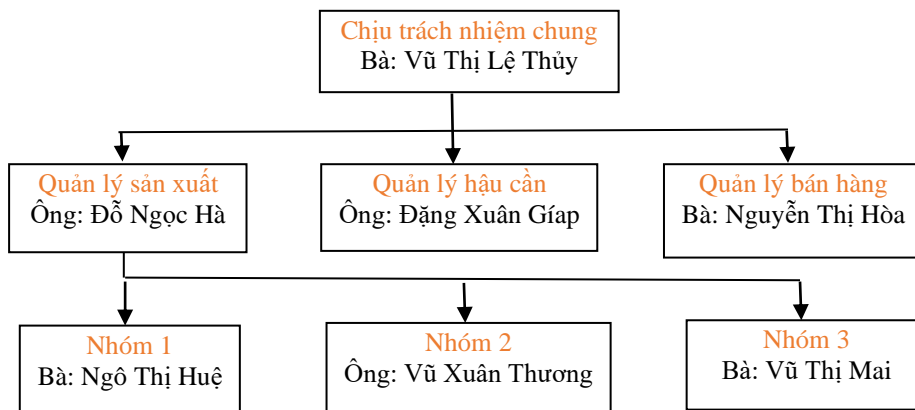 Chịu trách nhiệm chung
Bà: Vũ Thị Lệ Thủy
Quản lý sản xuất
Ông: Đỗ Ngọc Hà
Quản lý hậu cần
Ông: Đặng Xuân Gíap
Quản lý bán hàng
Bà: Nguyễn Thị Hòa
Nhóm 1
Bà: Ngô Thị Huệ
Nhóm 2
Ông: Vũ Xuân Thương
Nhóm 3
Bà: Vũ Thị Mai